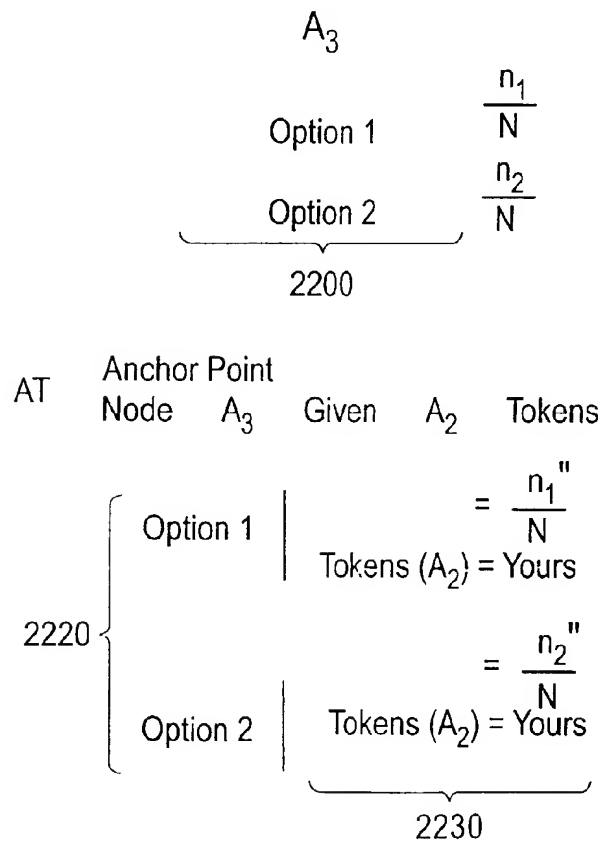 A₃
Option 1 n₁/N
Option 2 n₂/N
2200
AT Anchor Point
Node A₃ Given A₂ Tokens
Option 1 | = n₁"/N
Tokens (A₂) = Yours
2220
Option 2 | = n₂"/N
Tokens (A₂) = Yours
2230